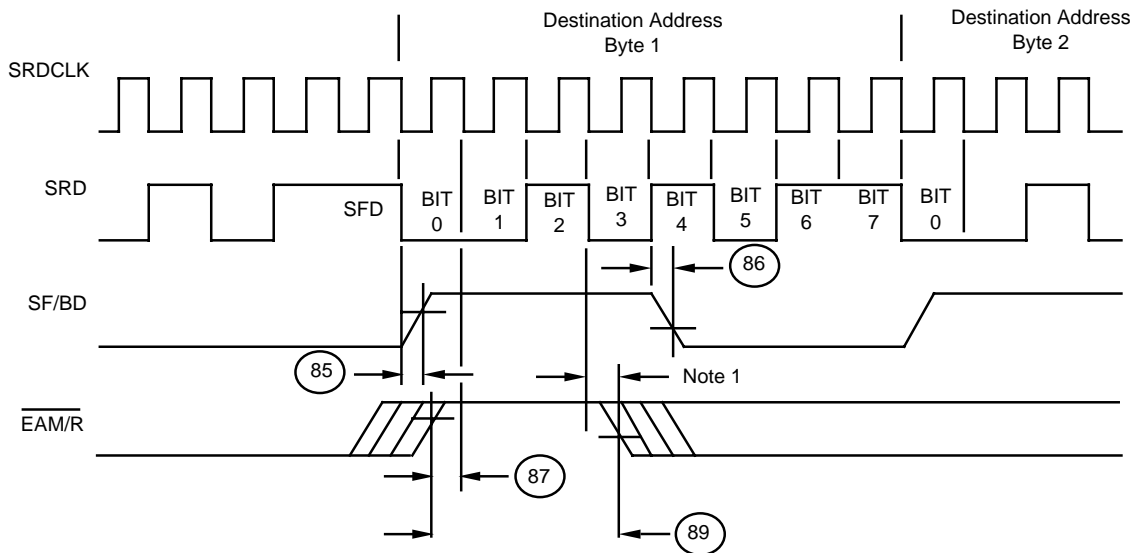 Destination Address
Byte 1
Destination Address
Byte 2
SRDCLK
SRD
SFD
BIT
0
BIT
1
BIT
2
BIT
3
BIT
4
BIT
5
BIT
6
BIT
7
BIT
0
86
SF/BD
85
Note 1
EAM/R
87
89